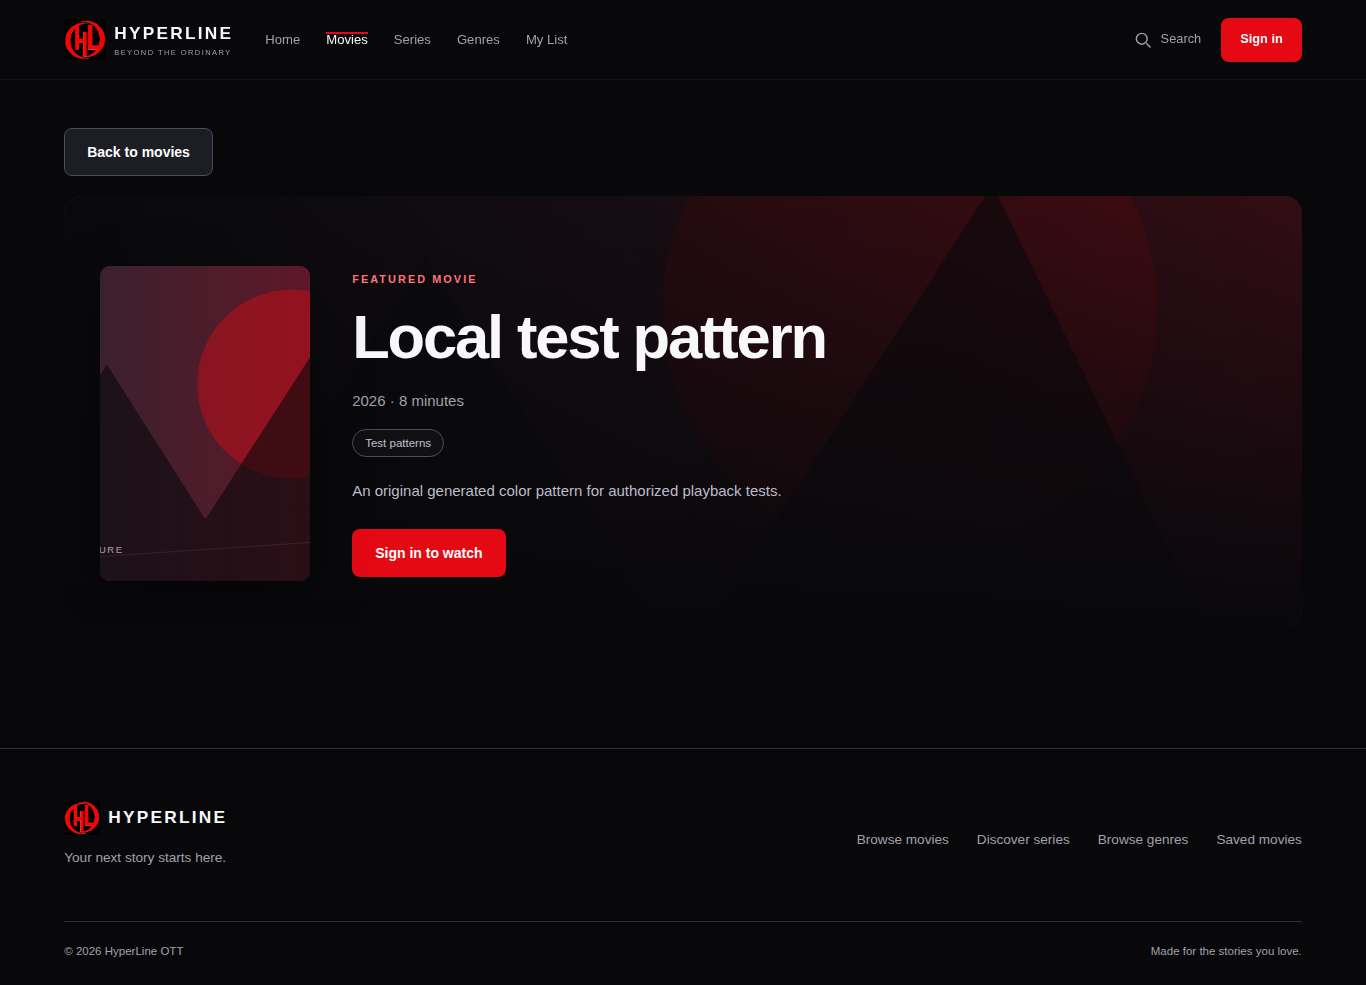 HYPERLINE
BEYOND THE ORDINARY
Home
Movies
Series
Genres
My List
Search
Sign in
Back to movies
FEATURED MOVIE
Local test pattern
2026 · 8 minutes
Test patterns
An original generated color pattern for authorized playback tests.
URE
Sign in to watch
HYPERLINE
Your next story starts here.
Browse movies
Discover series
Browse genres
Saved movies
© 2026 HyperLine OTT
Made for the stories you love.